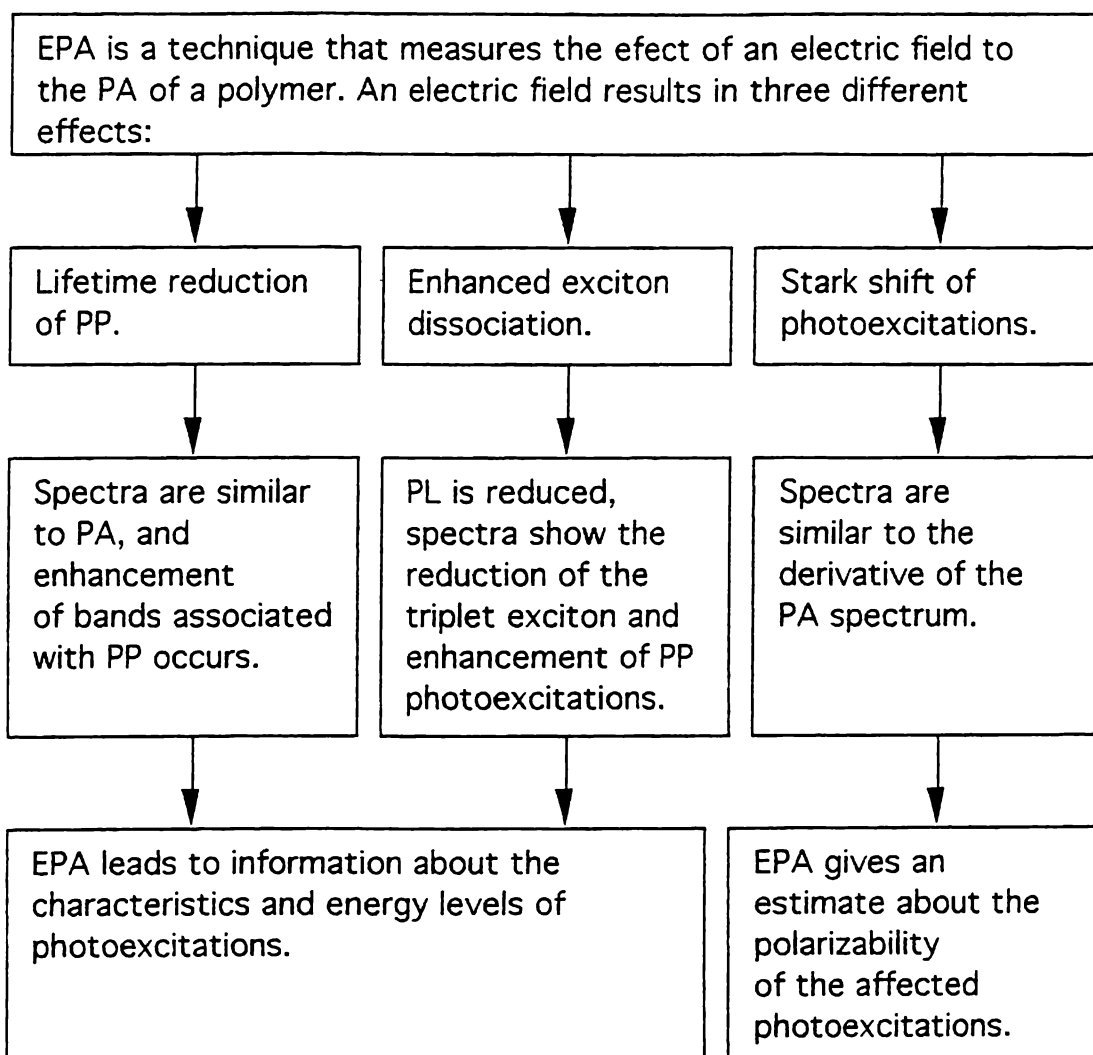 EPA is a technique that measures the efect of an electric field to
the PA of a polymer. An electric field results in three different
effects:
Lifetime reduction
of PP.
Enhanced exciton
dissociation.
Stark shift of
photoexcitations.
Spectra are similar
to PA, and
enhancement
of bands associated
with PP occurs.
PL is reduced,
spectra show the
reduction of the
triplet exciton and
enhancement of PP
photoexcitations.
Spectra are
similar to the
derivative of the
PA spectrum.
EPA leads to information about the
characteristics and energy levels of
photoexcitations.
EPA gives an
estimate about the
polarizability
of the affected
photoexcitations.